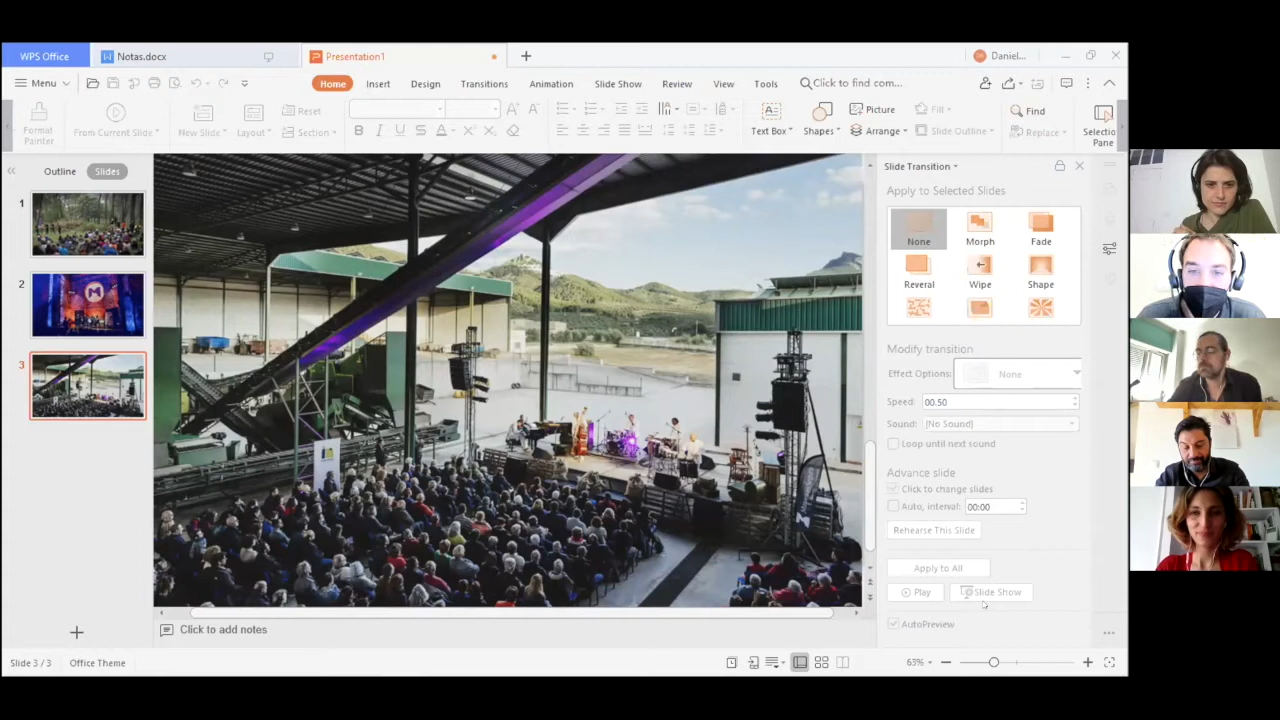 WPS Office
Notas.docx
Presentation1
Daniel...
Menu
Home
Insert
Design
Transitions
Animation
Slide Show
Review
View
Tools
Click to find com...
Format Painter
From Current Slide
New Slide
Layout
Reset
Section
B I U S A X² X₂
Text Box
Shapes
Picture
Arrange
Fill
Slide Outline
Find
Replace
Selection Pane
Outline
Slides
1
2
3
M
Slide Transition
Apply to Selected Slides
None
Morph
Fade
Reveral
Wipe
Shape
Modify transition
Effect Options:
None
Speed:
00.50
Sound:
[No Sound]
Loop until next sound
Advance slide
Click to change slides
Auto, interval:
00:00
Rehearse This Slide
Apply to All
Play
Slide Show
AutoPreview
Click to add notes
Slide 3 / 3
Office Theme
63%